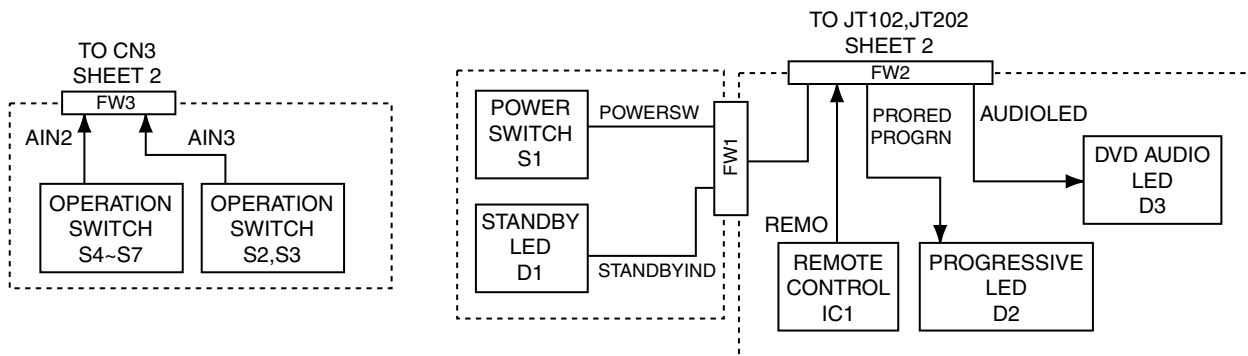 TO CN3
SHEET 2
FW3
AIN2
AIN3
OPERATION
SWITCH
S4~S7
OPERATION
SWITCH
S2,S3
TO JT102,JT202
SHEET 2
FW2
POWER
SWITCH
S1
POWERSW
FW1
STANDBY
LED
D1
STANDBYIND
REMO
PRORED
PROGRN
AUDIOLED
REMOTE
CONTROL
IC1
PROGRESSIVE
LED
D2
DVD AUDIO
LED
D3